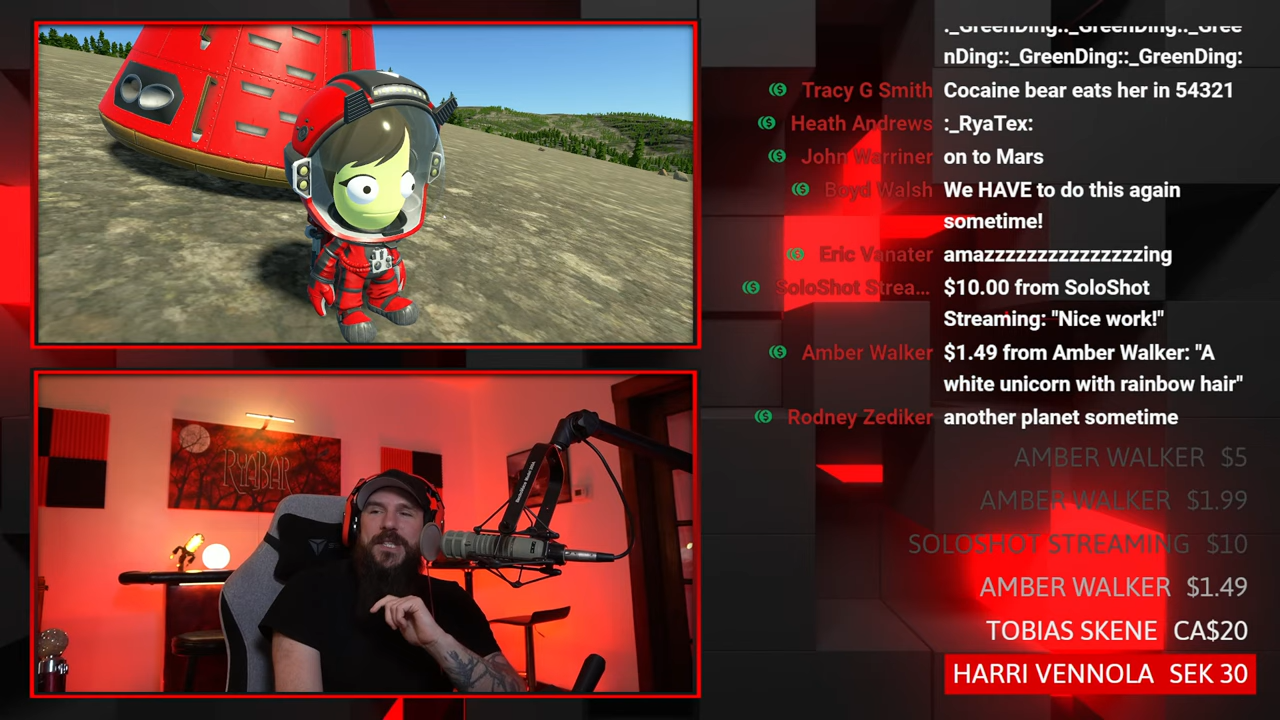 :_GreenDing::_GreenDing::_Gree
nDing::_GreenDing::_GreenDing:
Tracy G Smith Cocaine bear eats her in 54321
Heath Andrews :_RyaTex:
John Warriner on to Mars
Boyd Walsh We HAVE to do this again
sometime!
Eric Vanater amazzzzzzzzzzzzzzzing
SoloShot Strea... $10.00 from SoloShot
Streaming: "Nice work!"
Amber Walker $1.49 from Amber Walker: "A
white unicorn with rainbow hair"
Rodney Zediker another planet sometime
AMBER WALKER $5
AMBER WALKER $1.99
SOLOSHOT STREAMING $10
AMBER WALKER $1.49
TOBIAS SKENE CA$20
HARRI VENNOLA SEK 30
RYABAR